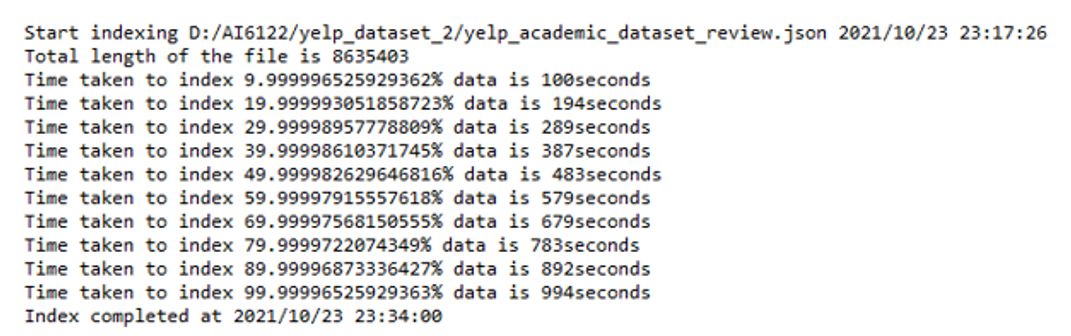 Start indexing D:/AI6122/yelp_dataset_2/yelp_academic_dataset_review.json 2021/10/23 23:17:26
Total length of the file is 8635403
Time taken to index 9.999996525929362% data is 100seconds
Time taken to index 19.999993051858723% data is 194seconds
Time taken to index 29.99998957778809% data is 289seconds
Time taken to index 39.99998610371745% data is 387seconds
Time taken to index 49.999982629646816% data is 483seconds
Time taken to index 59.99997915557618% data is 579seconds
Time taken to index 69.99997568150555% data is 679seconds
Time taken to index 79.9999722074349% data is 783seconds
Time taken to index 89.99996873336427% data is 892seconds
Time taken to index 99.99996525929363% data is 994seconds
Index completed at 2021/10/23 23:34:00